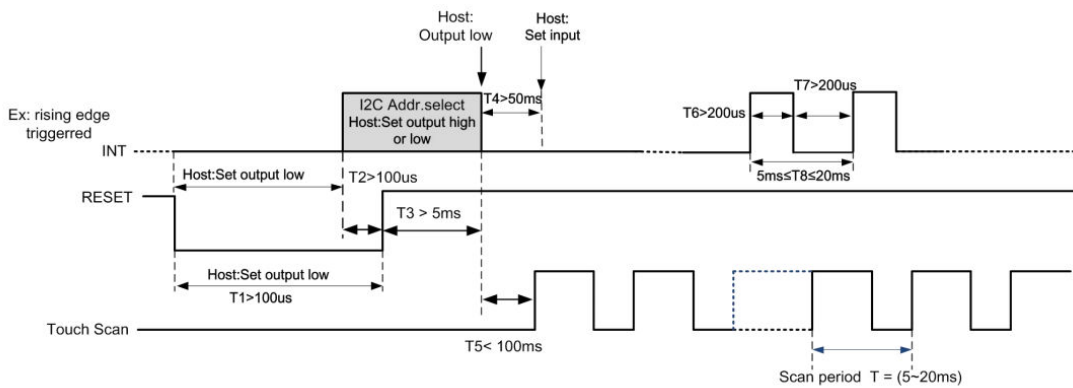 Host:
Output low
Host:
Set input
Ex: rising edge
triggerred
INT
I2C Addr.select
Host:Set output high
or low
T4>50ms
T6>200us
T7>200us
5ms≤T8≤20ms
Host:Set output low
T2>100us
RESET
T3 > 5ms
Host:Set output low
T1>100us
Touch Scan
T5< 100ms
Scan period T = (5~20ms)